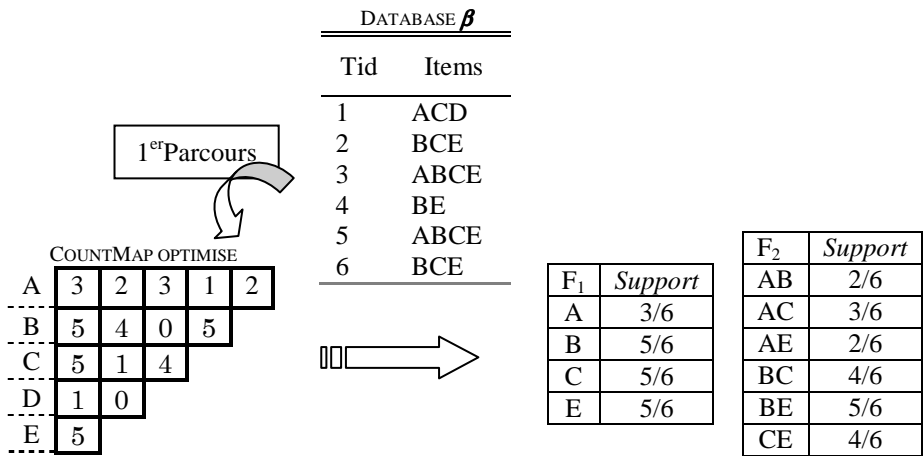 DATABASE β
Tid Items
1 ACD
2 BCE
3 ABCE
4 BE
5 ABCE
6 BCE
1erParcours
COUNTMAP OPTIMISE
A 3 2 3 1 2
B 5 4 0 5
C 5 1 4
D 1 0
E 5
F1 Support
A 3/6
B 5/6
C 5/6
E 5/6
F2 Support
AB 2/6
AC 3/6
AE 2/6
BC 4/6
BE 5/6
CE 4/6